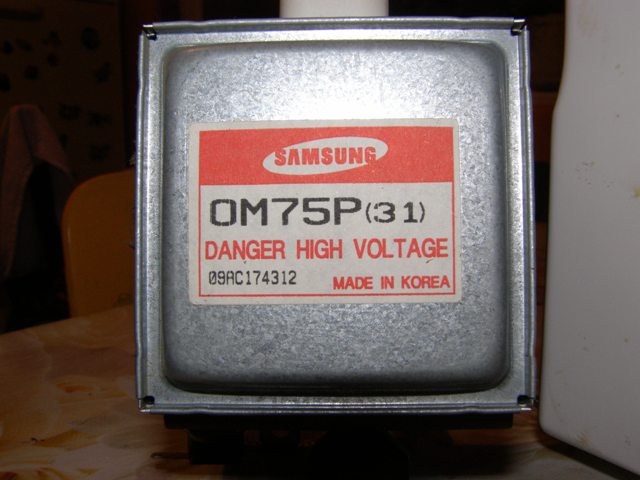 SAMSUNG
OM75P(31)
DANGER HIGH VOLTAGE
09AC174312
MADE IN KOREA